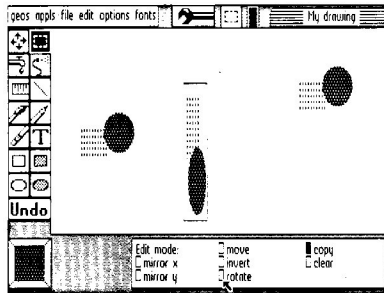 geos appls file edit options fonts
My drawing
T
Undo
Edit mode:
move
copy
mirror x
invert
clear
mirror y
rotate